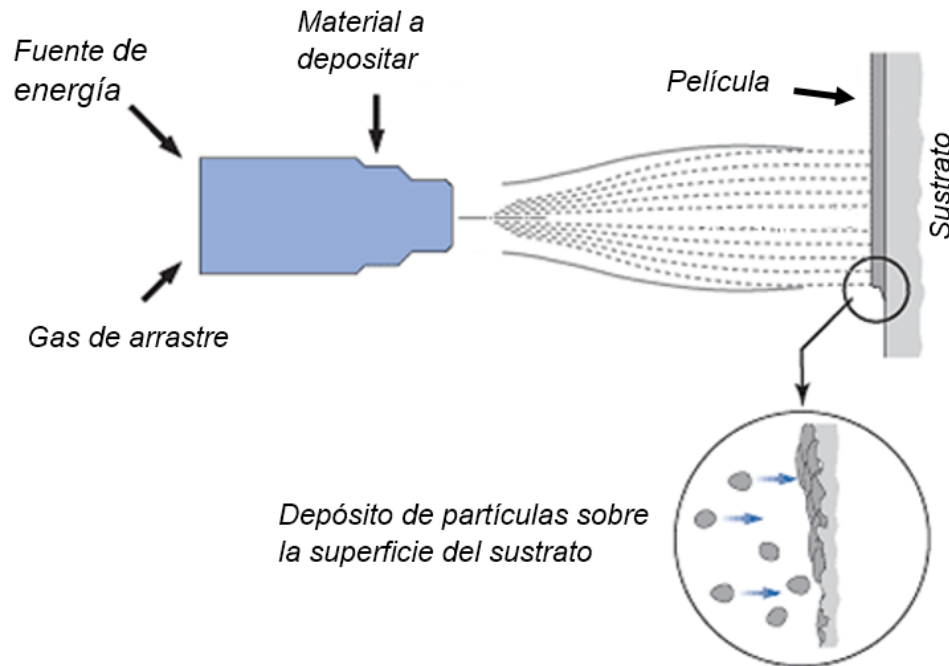 Fuente de
energía
Material a
depositar
Película
Sustrato
Gas de arrastre
Depósito de partículas sobre
la superficie del sustrato